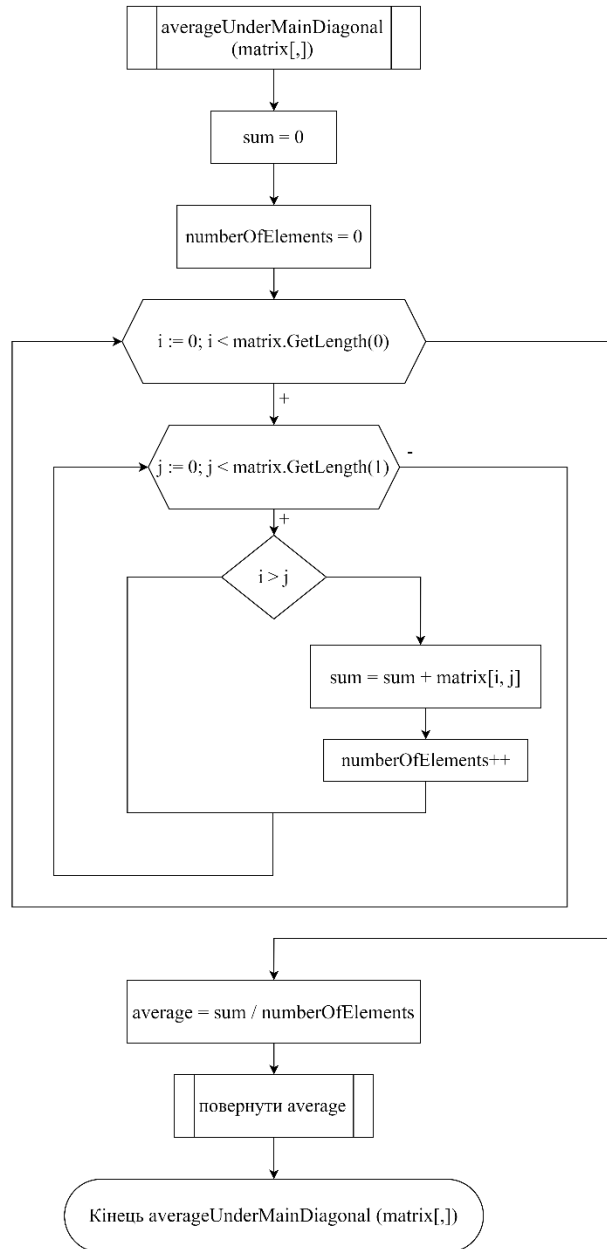 averageUnderMainDiagonal
(matrix[,])
sum = 0
numberOfElements = 0
i := 0; i < matrix.GetLength(0)
+
j := 0; j < matrix.GetLength(1)
-
+
i > j
sum = sum + matrix[i, j]
numberOfElements++
average = sum / numberOfElements
повернути average
Кінець averageUnderMainDiagonal (matrix[,])